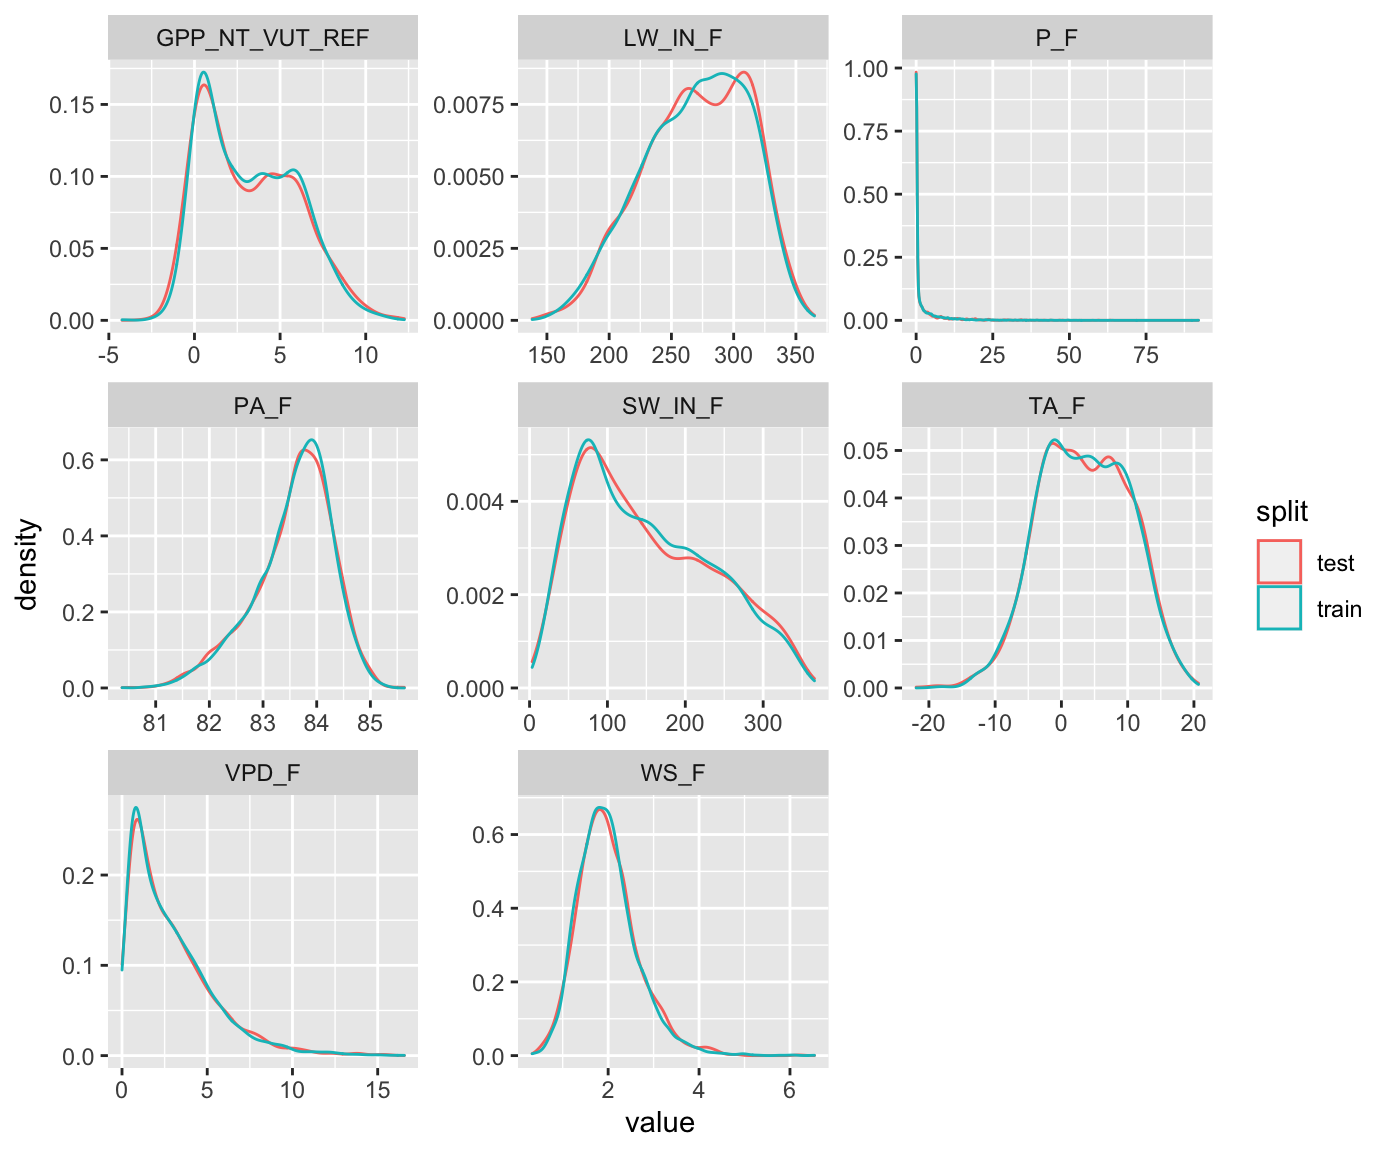 GPP_NT_VUT_REF
LW_IN_F
P_F
0.15
0.10
0.05
0.00
-5 0 5 10
0.0075
0.0050
0.0025
0.0000
150 200 250 300 350
1.00
0.75
0.50
0.25
0.00
0 25 50 75
PA_F
SW_IN_F
TA_F
0.6
0.4
0.2
0.0
81 82 83 84 85
0.004
0.002
0.000
0 100 200 300
0.05
0.04
0.03
0.02
0.01
0.00
-20 -10 0 10 20
VPD_F
WS_F
0.2
0.1
0.0
0 5 10 15
0.6
0.4
0.2
0.0
2 4 6
density
value
split
test
train